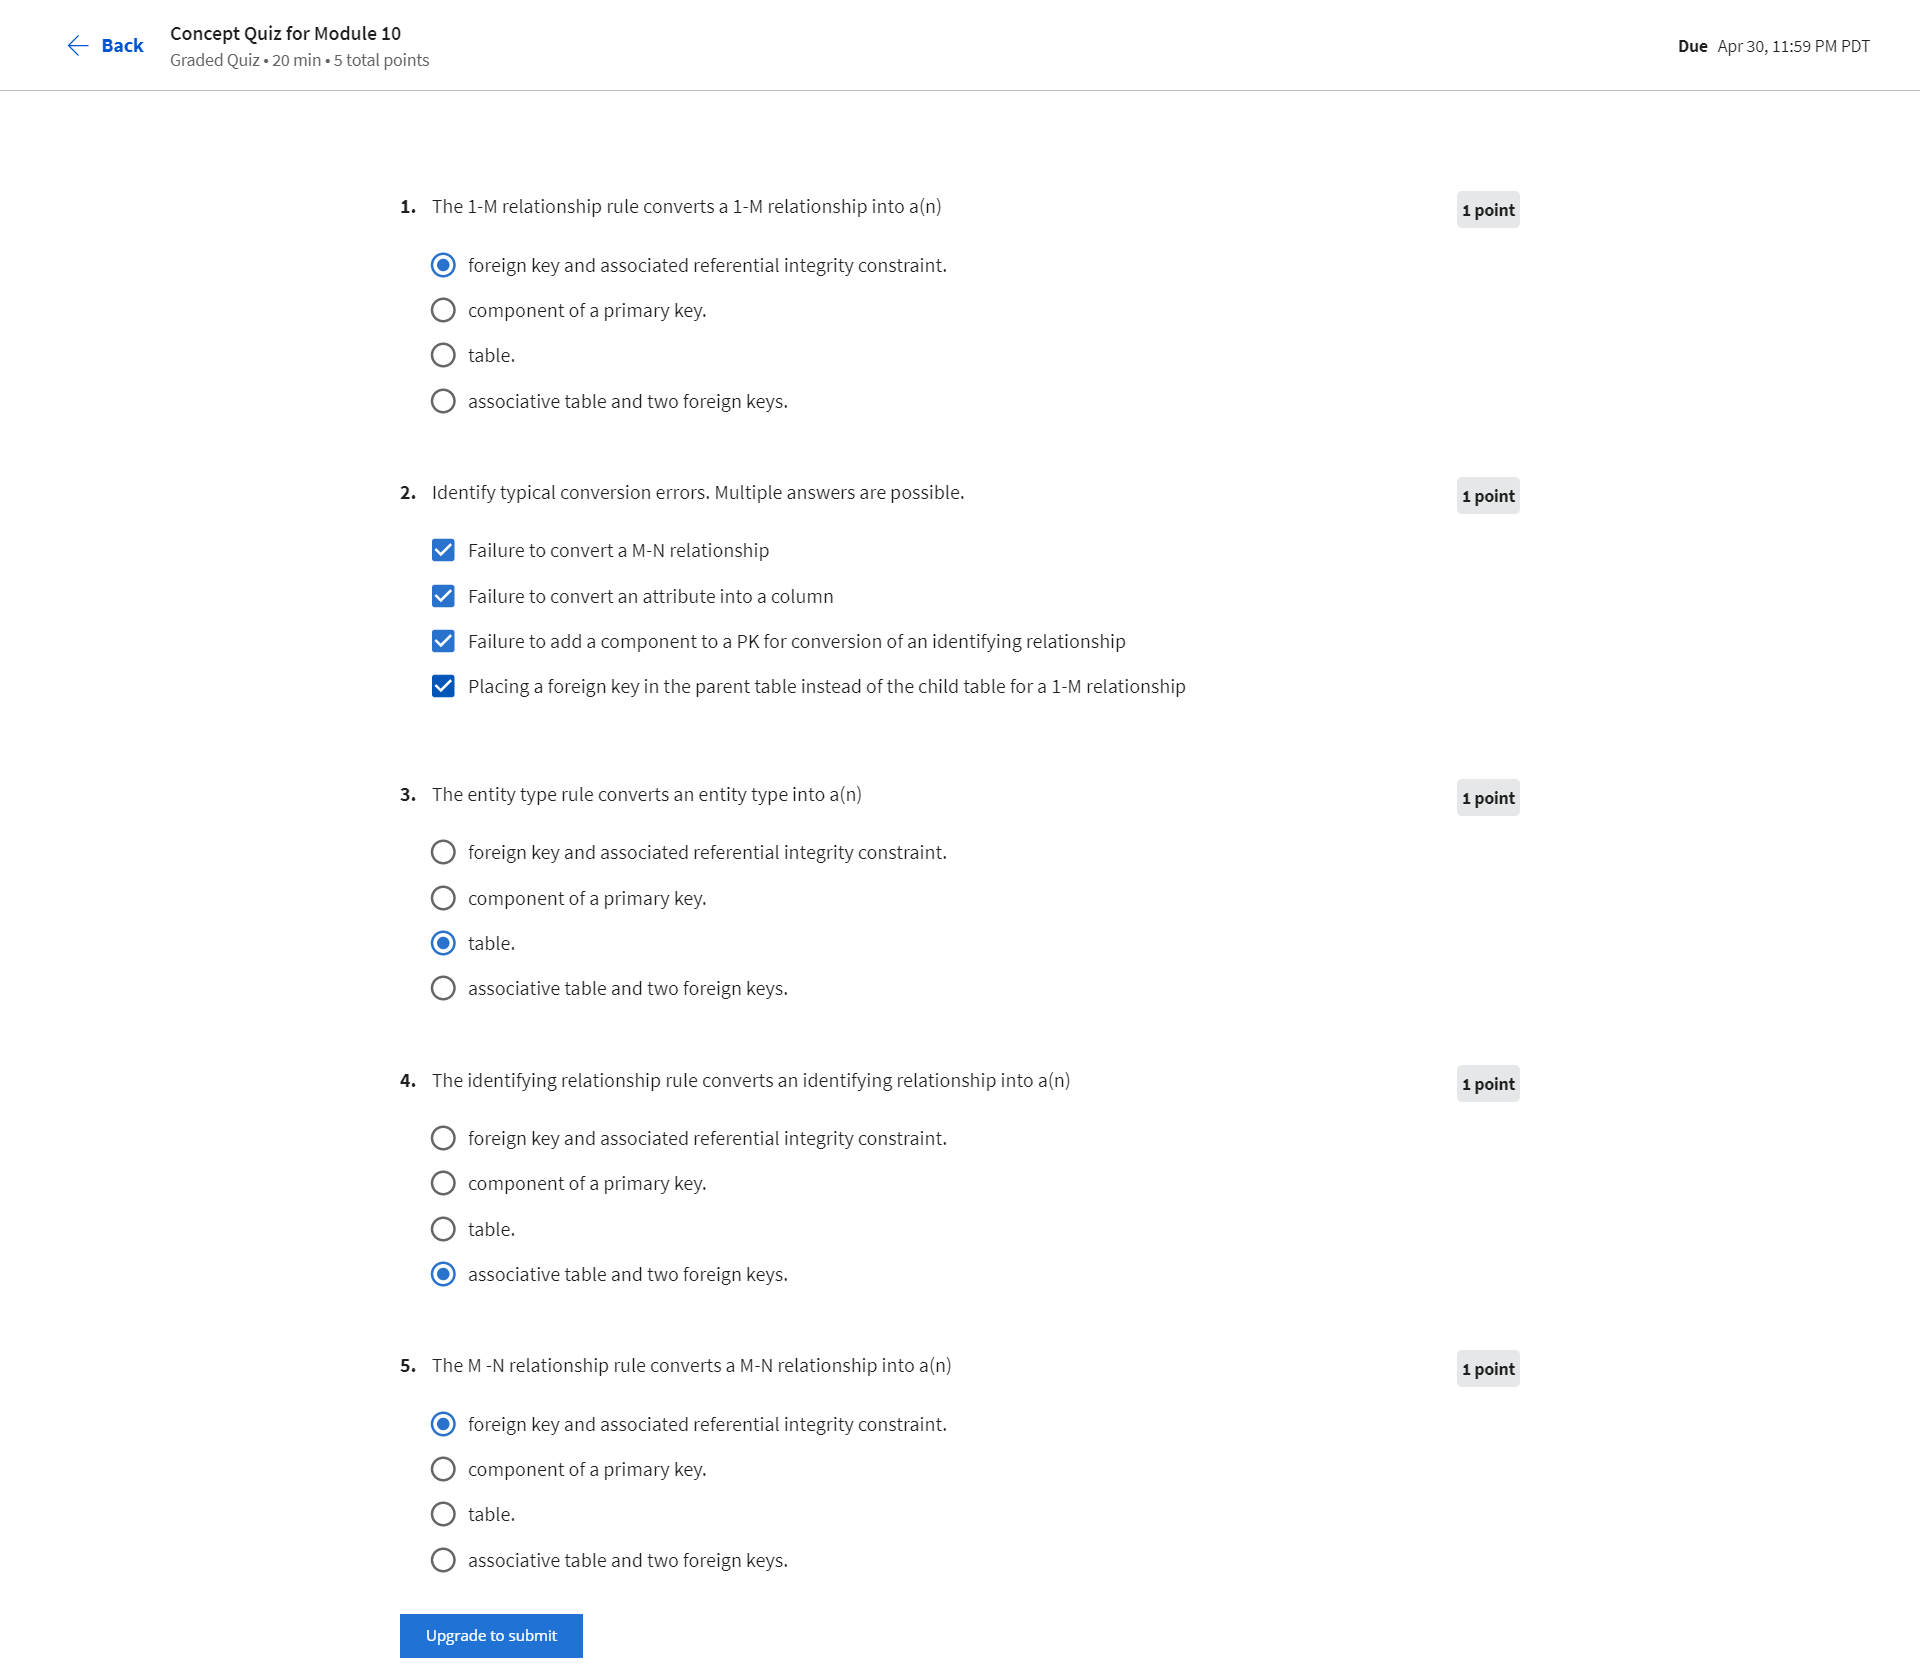 Back
Concept Quiz for Module 10
Graded Quiz • 20 min • 5 total points
Due Apr 30, 11:59 PM PDT
1. The 1-M relationship rule converts a 1-M relationship into a(n)
1 point
foreign key and associated referential integrity constraint.
component of a primary key.
table.
associative table and two foreign keys.
2. Identify typical conversion errors. Multiple answers are possible.
1 point
Failure to convert a M-N relationship
Failure to convert an attribute into a column
Failure to add a component to a PK for conversion of an identifying relationship
Placing a foreign key in the parent table instead of the child table for a 1-M relationship
3. The entity type rule converts an entity type into a(n)
1 point
foreign key and associated referential integrity constraint.
component of a primary key.
table.
associative table and two foreign keys.
4. The identifying relationship rule converts an identifying relationship into a(n)
1 point
foreign key and associated referential integrity constraint.
component of a primary key.
table.
associative table and two foreign keys.
5. The M -N relationship rule converts a M-N relationship into a(n)
1 point
foreign key and associated referential integrity constraint.
component of a primary key.
table.
associative table and two foreign keys.
Upgrade to submit